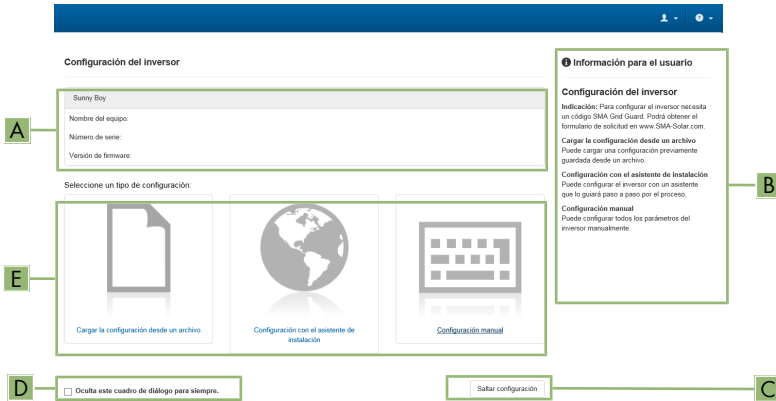 Configuración del inversor
Sunny Boy
Nombre del equipo:
Número de serie:
Versión de firmware:
A
Seleccione un tipo de configuración:
E
Cargar la configuración desde un archivo
Configuración con el asistente de
instalación
Configuración manual
D
Oculta este cuadro de diálogo para siempre.
Saltar configuración
C
Información para el usuario
Configuración del inversor
Indicación: Para configurar el inversor necesita
un código SMA Grid Guard. Podrá obtener el
formulario de solicitud en www.SMA-Solar.com.
Cargar la configuración desde un archivo
Puede cargar una configuración previamente
guardada desde un archivo.
Configuración con el asistente de instalación
Puede configurar el inversor con un asistente
que lo guiará paso a paso por el proceso.
Configuración manual
Puede configurar todos los parámetros del
inversor manualmente.
B